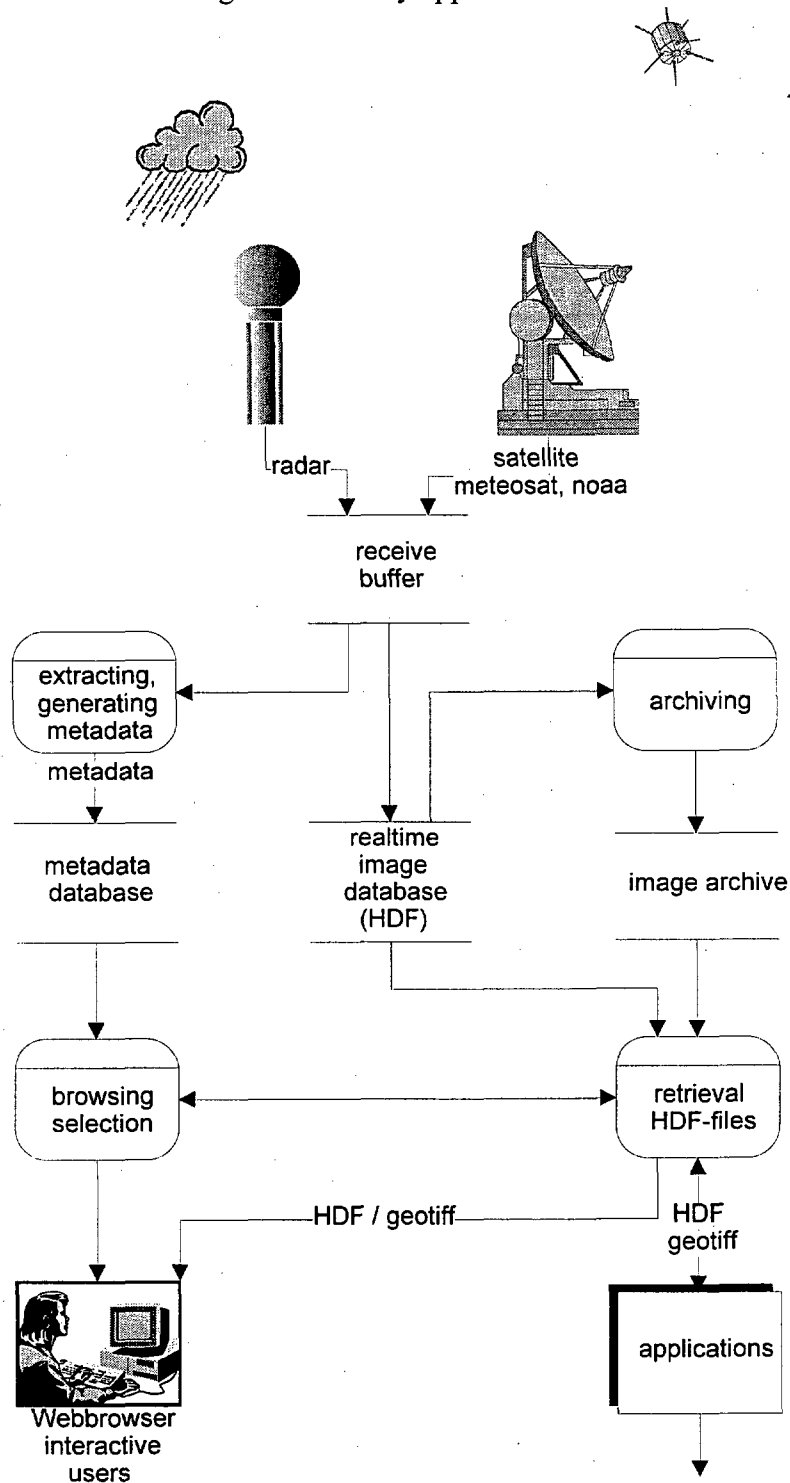 radar
satellite
meteosat, noaa
receive
buffer
extracting,
generating
metadata
archiving
metadata
metadata
database
realtime
image
database
(HDF)
image archive
browsing
selection
retrieval
HDF-files
HDF / geotiff
HDF
geotiff
applications
Webbrowser
interactive
users